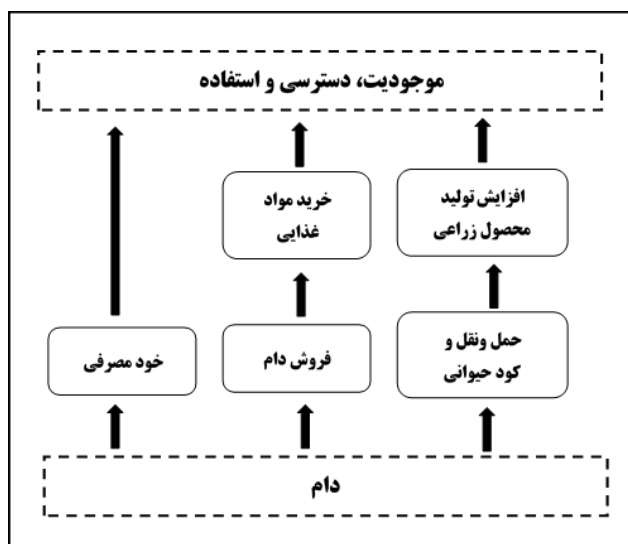 موجودیت، دسترسی و استفاده
افزایش تولید
محصول زراعی
خرید مواد
غذایی
حمل ونقل و
کود حیوانی
فروش دام
خود مصرفی
دام